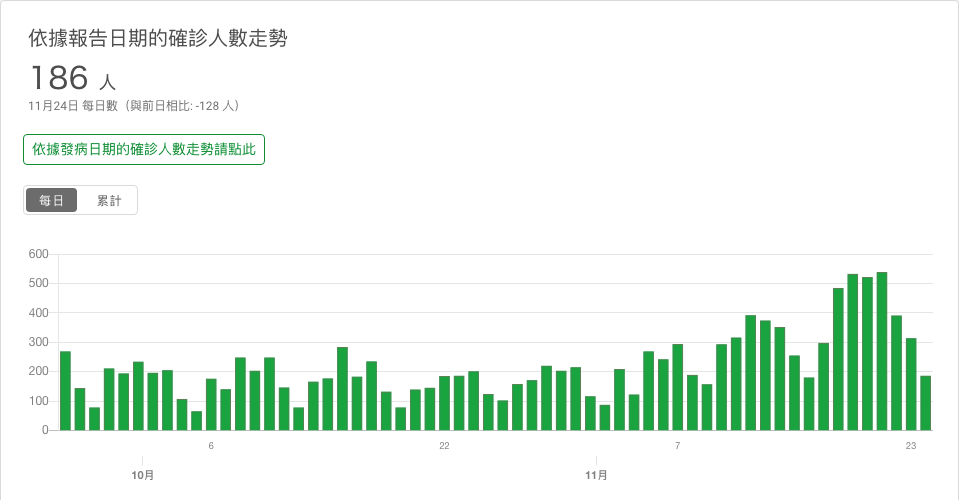 依據報告日期的確診人數走勢
186 人
11月24日 每日數（與前日相比: -128 人）
依據發病日期的確診人數走勢請點此
每日 累計
600
500
400
300
200
100
0
6 22 7 23
10月 11月